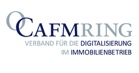 CAFMRING
VERBAND FÜR DIE DIGITALISIERUNG
IM IMMOBILIENBETRIEB